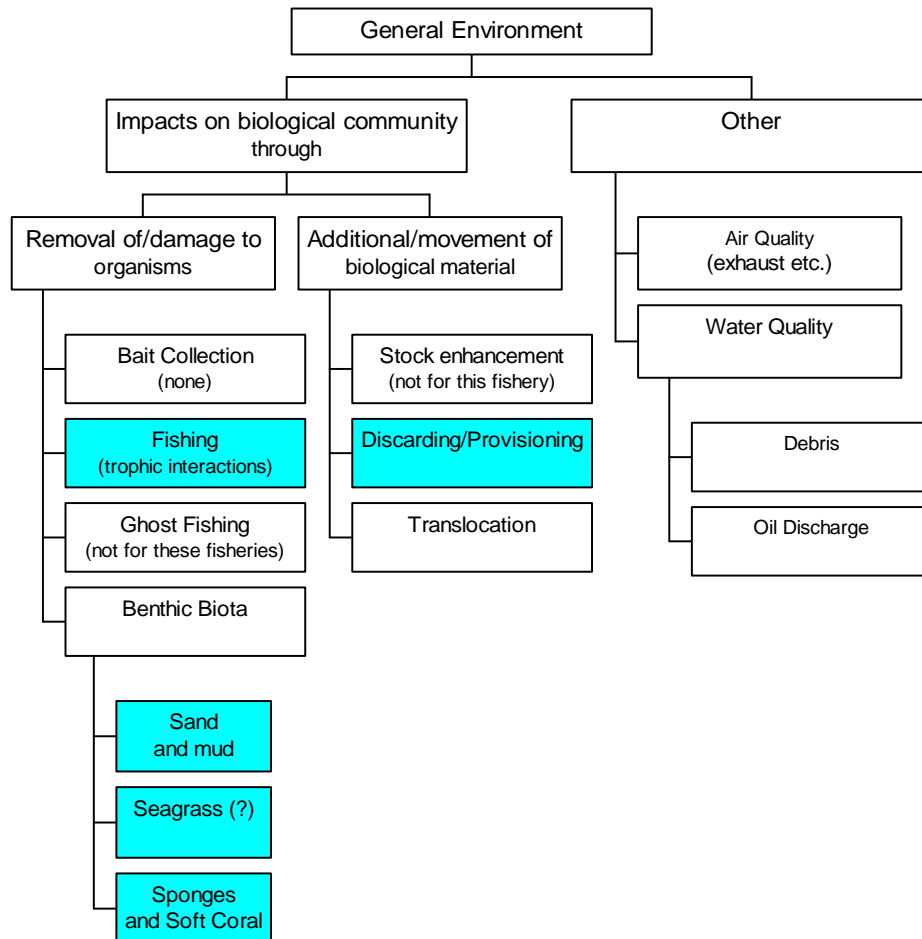 General Environment
Impacts on biological community
through
Other
Removal of/damage to
organisms
Additional/movement of
biological material
Air Quality
(exhaust etc.)
Water Quality
Bait Collection
(none)
Stock enhancement
(not for this fishery)
Fishing
(trophic interactions)
Discarding/Provisioning
Debris
Ghost Fishing
(not for these fisheries)
Translocation
Oil Discharge
Benthic Biota
Sand
and mud
Seagrass (?)
Sponges
and Soft Coral